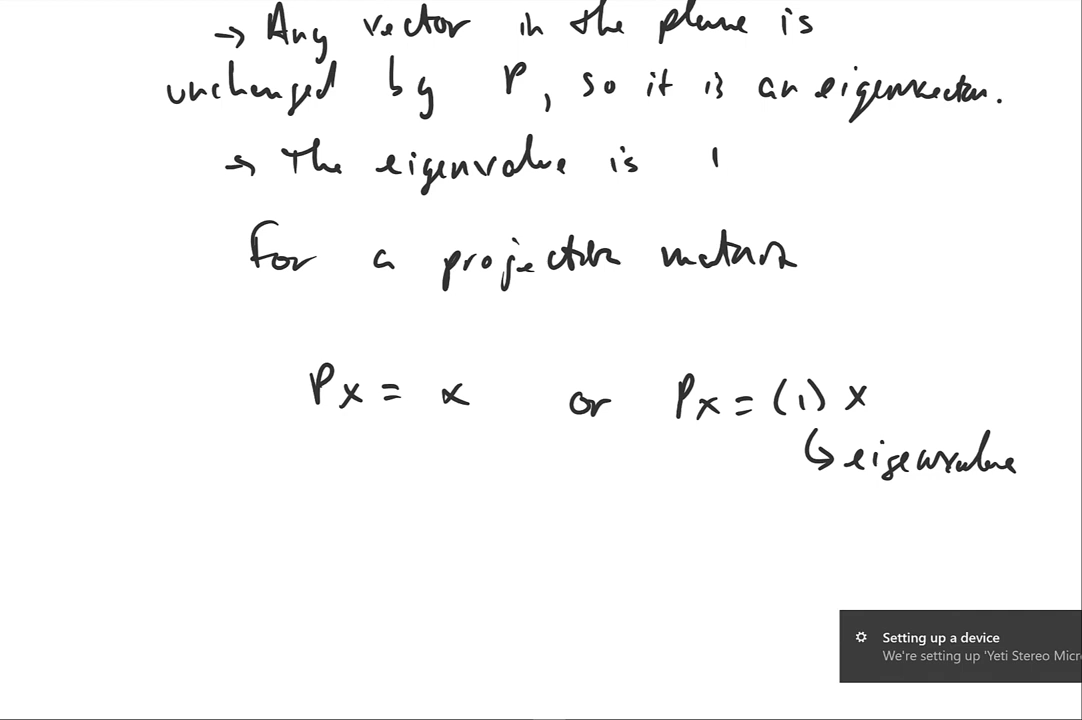 → Any vector in the plane is
unchanged by P, so it is an eigenvector.
→ The eigenvalue is 1
For a projection matrix
Px = x or Px = (1) x
↳ eigenvalue
Setting up a device
We're setting up 'Yeti Stereo Micr